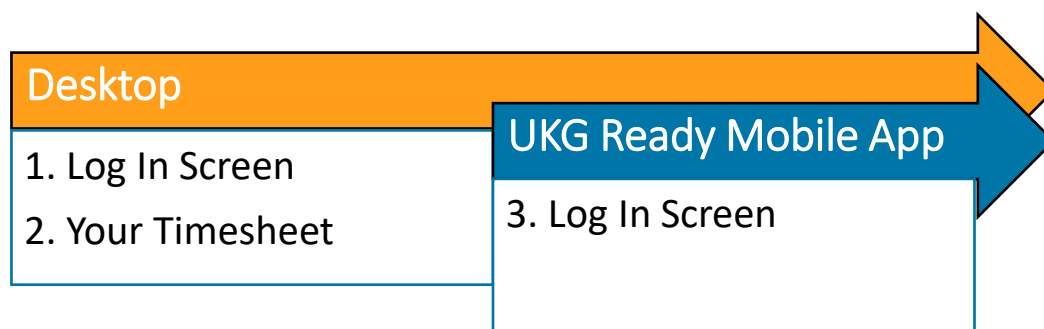 Desktop
1. Log In Screen
2. Your Timesheet
UKG Ready Mobile App
3. Log In Screen